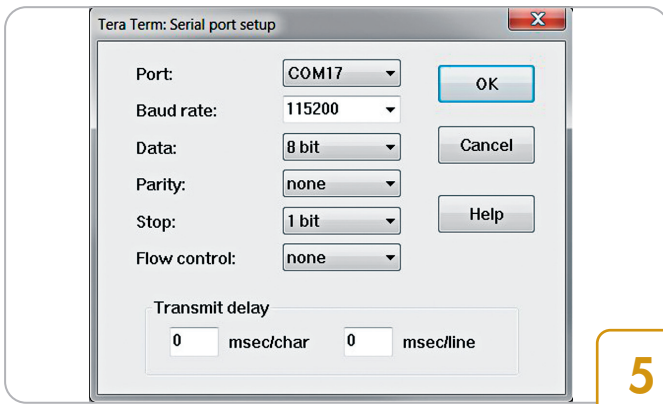 Tera Term: Serial port setup
Port: COM17 OK
Baud rate: 115200
Data: 8 bit Cancel
Parity: none
Stop: 1 bit Help
Flow control: none
Transmit delay
0 msec/char 0 msec/line
5